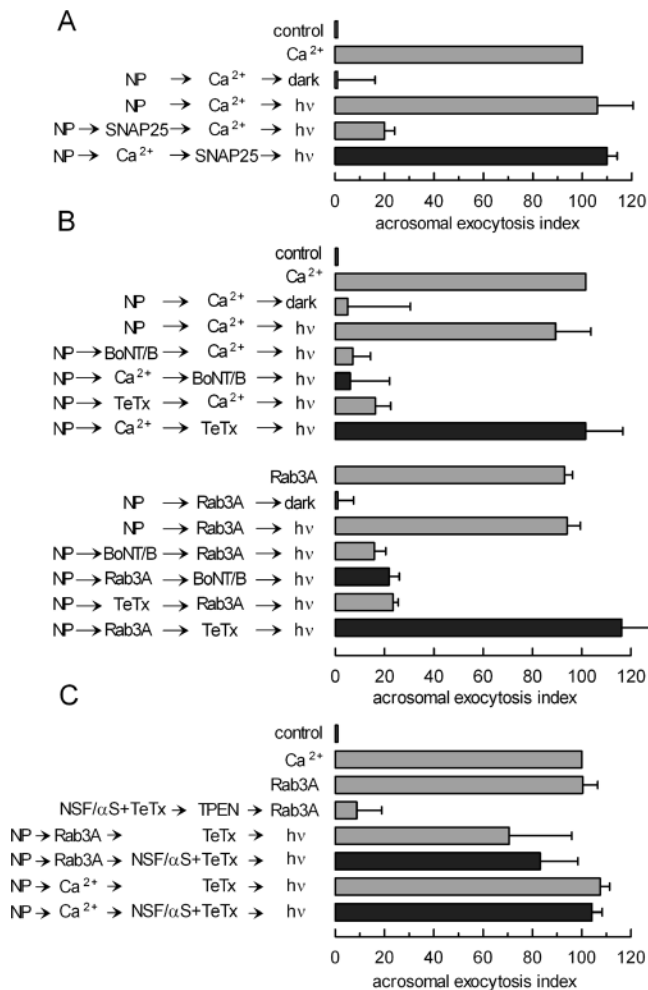 A
control
Ca2+
NP → Ca2+ → dark
NP → Ca2+ → hν
NP → SNAP25 → Ca2+ → hν
NP → Ca2+ → SNAP25 → hν
0 20 40 60 80 100 120
acrosomal exocytosis index
B
control
Ca2+
NP → Ca2+ → dark
NP → Ca2+ → hν
NP → BoNT/B → Ca2+ → hν
NP → Ca2+ → BoNT/B → hν
NP → TeTx → Ca2+ → hν
NP → Ca2+ → TeTx → hν
Rab3A
NP → Rab3A → dark
NP → Rab3A → hν
NP → BoNT/B → Rab3A → hν
NP → Rab3A → BoNT/B → hν
NP → TeTx → Rab3A → hν
NP → Rab3A → TeTx → hν
0 20 40 60 80 100 120
acrosomal exocytosis index
C
control
Ca2+
Rab3A
NSF/αS+TeTx → TPEN → Rab3A
NP → Rab3A → TeTx → hν
NP → Rab3A → NSF/αS+TeTx → hν
NP → Ca2+ → TeTx → hν
NP → Ca2+ → NSF/αS+TeTx → hν
0 20 40 60 80 100 120
acrosomal exocytosis index